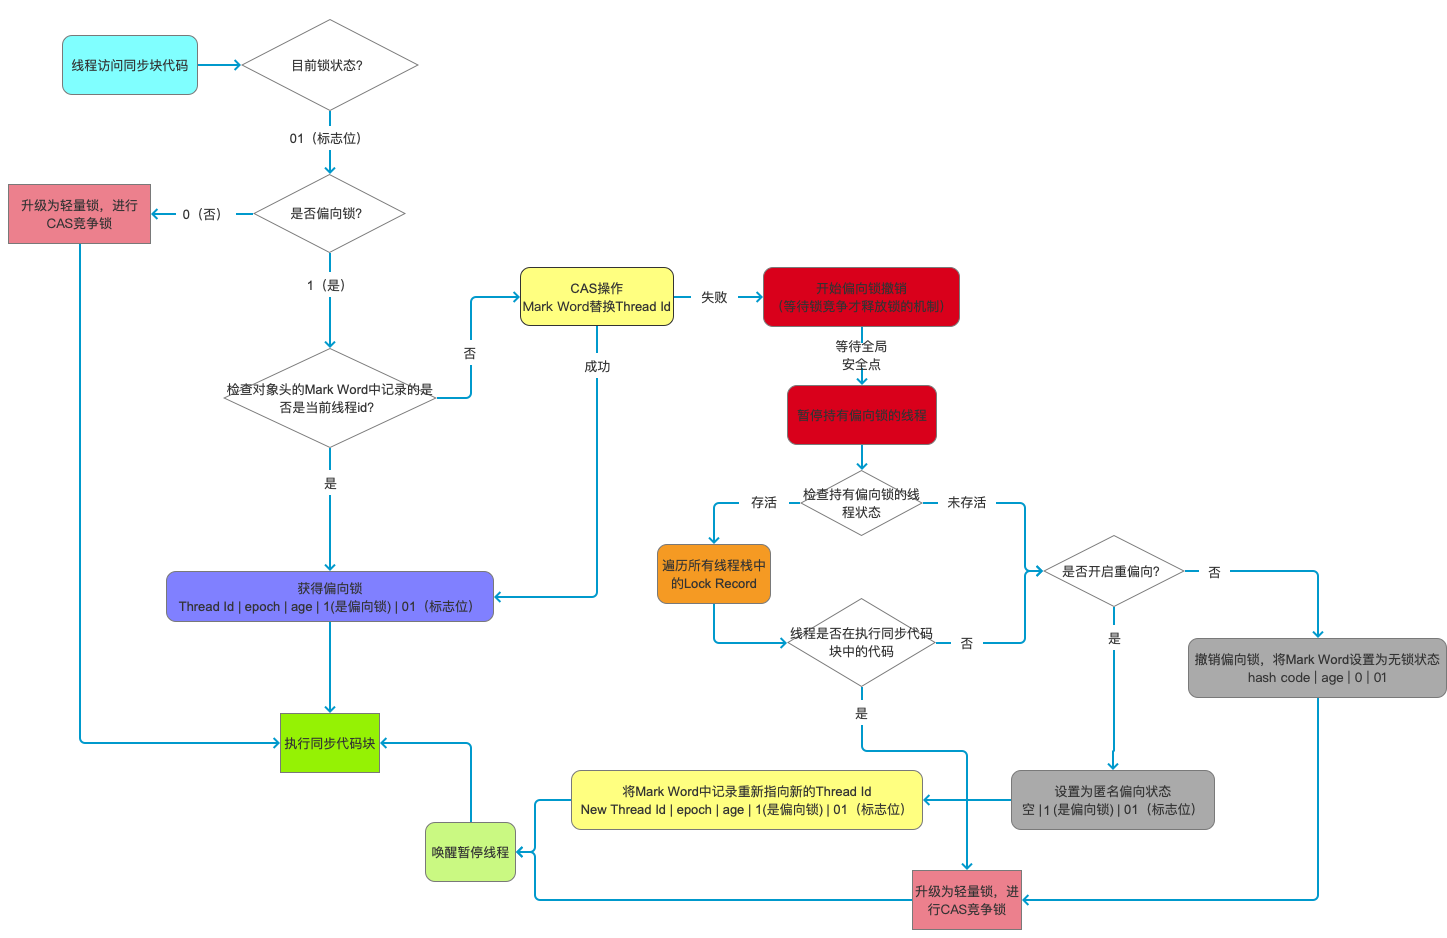 线程访问同步块代码
目前锁状态?
01（标志位）
升级为轻量锁，进行
CAS竞争锁
0（否）
是否偏向锁?
1（是）
CAS操作
Mark Word替换Thread Id
失败
开始偏向锁撤销
（等待锁竞争才释放锁的机制）
否
成功
等待全局
安全点
检查对象头的Mark Word中记录的是
否是当前线程id?
暂停持有偏向锁的线程
是
存活
检查持有偏向锁的线
程状态
未存活
遍历所有线程栈中
的Lock Record
是否开启重偏向?
否
获得偏向锁
Thread Id | epoch | age | 1(是偏向锁) | 01（标志位）
线程是否在执行同步代码
块中的代码
否
是
撤销偏向锁，将Mark Word设置为无锁状态
hash code | age | 0 | 01
是
执行同步代码块
将Mark Word中记录重新指向新的Thread Id
New Thread Id | epoch | age | 1(是偏向锁) | 01（标志位）
设置为匿名偏向状态
空 | 1 (是偏向锁) | 01（标志位）
唤醒暂停线程
升级为轻量锁，进
行CAS竞争锁